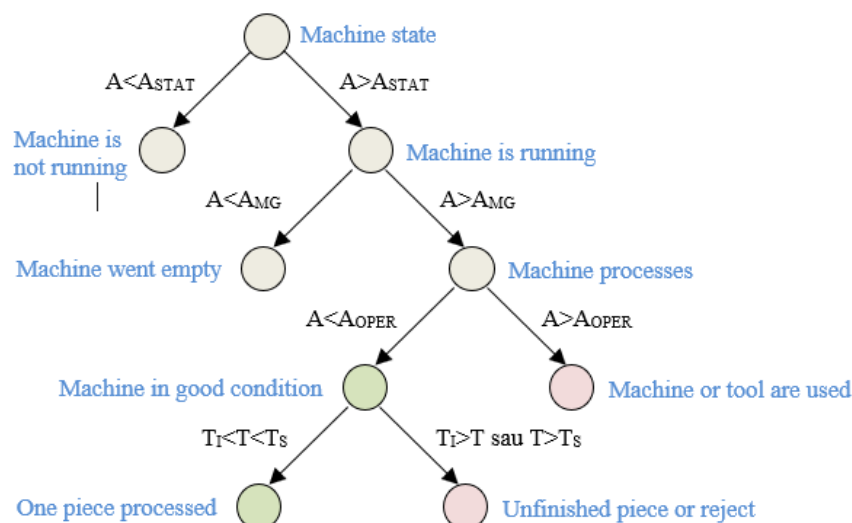 Machine state
A<ASTAT
A>ASTAT
Machine is
not running
Machine is running
A<AMG
A>AMG
Machine went empty
Machine processes
A<AOPER
A>AOPER
Machine in good condition
Machine or tool are used
TI<T<TS
TI>T sau T>TS
One piece processed
Unfinished piece or reject